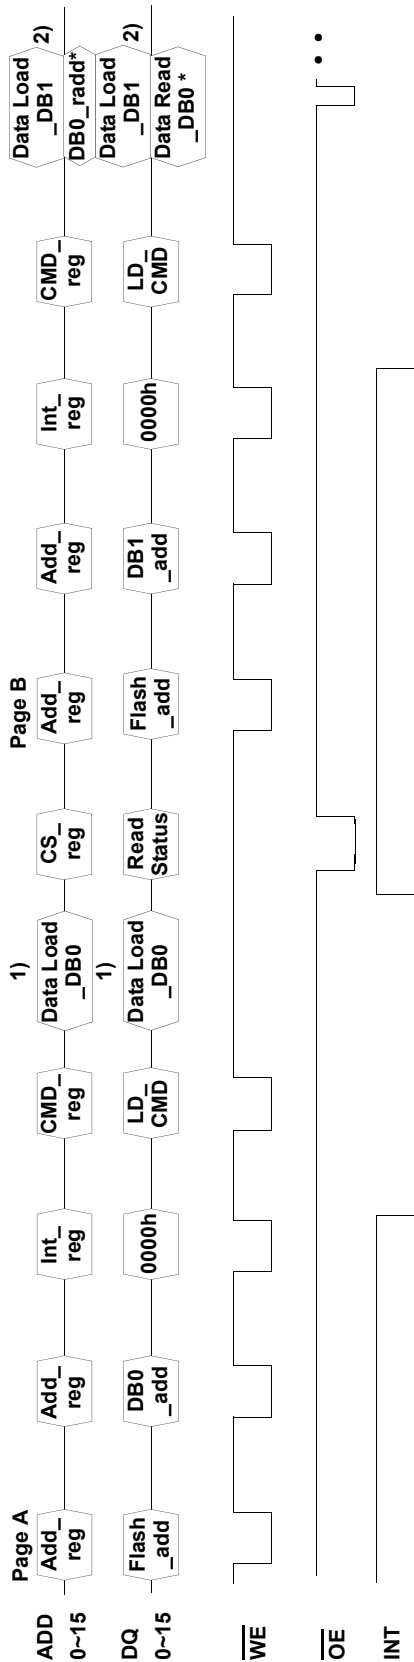 Page A
Page B
ADD
0~15
Add_
reg
Add_
reg
Int_
reg
CMD_
reg
1)
Data Load
_DB0
CS_
reg
Add_
reg
Add_
reg
Int_
reg
CMD_
reg
2)
Data Load
_DB1
DB0_radd*
DQ
0~15
Flash
_add
DB0
_add
0000h
LD_
CMD
1)
Data Load
_DB0
Read
Status
Flash
_add
DB1
_add
0000h
LD_
CMD
2)
Data Load
_DB1
Data Read
_DB0 *
WE
OE
INT